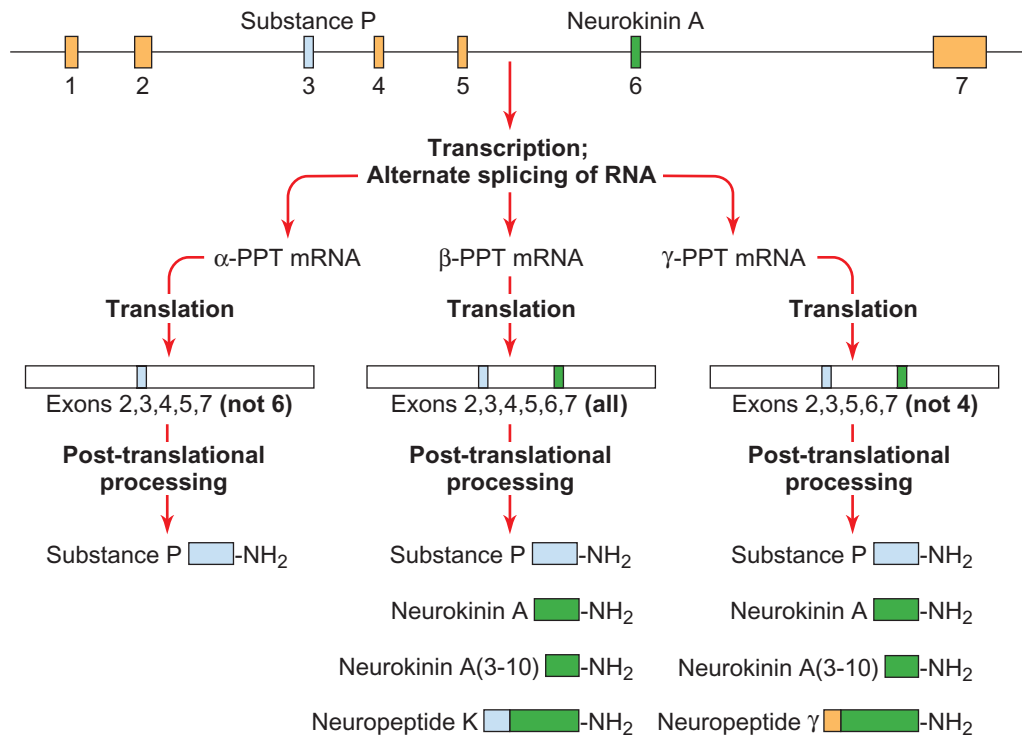 Substance P Neurokinin A
1 2 3 4 5 6 7
Transcription;
Alternate splicing of RNA
α-PPT mRNA β-PPT mRNA γ-PPT mRNA
Translation Translation Translation
Exons 2,3,4,5,7 (not 6) Exons 2,3,4,5,6,7 (all) Exons 2,3,5,6,7 (not 4)
Post-translational Post-translational Post-translational
processing processing processing
Substance P -NH₂ Substance P -NH₂ Substance P -NH₂
Neurokinin A -NH₂ Neurokinin A -NH₂
Neurokinin A(3-10) -NH₂ Neurokinin A(3-10) -NH₂
Neuropeptide K -NH₂ Neuropeptide γ -NH₂